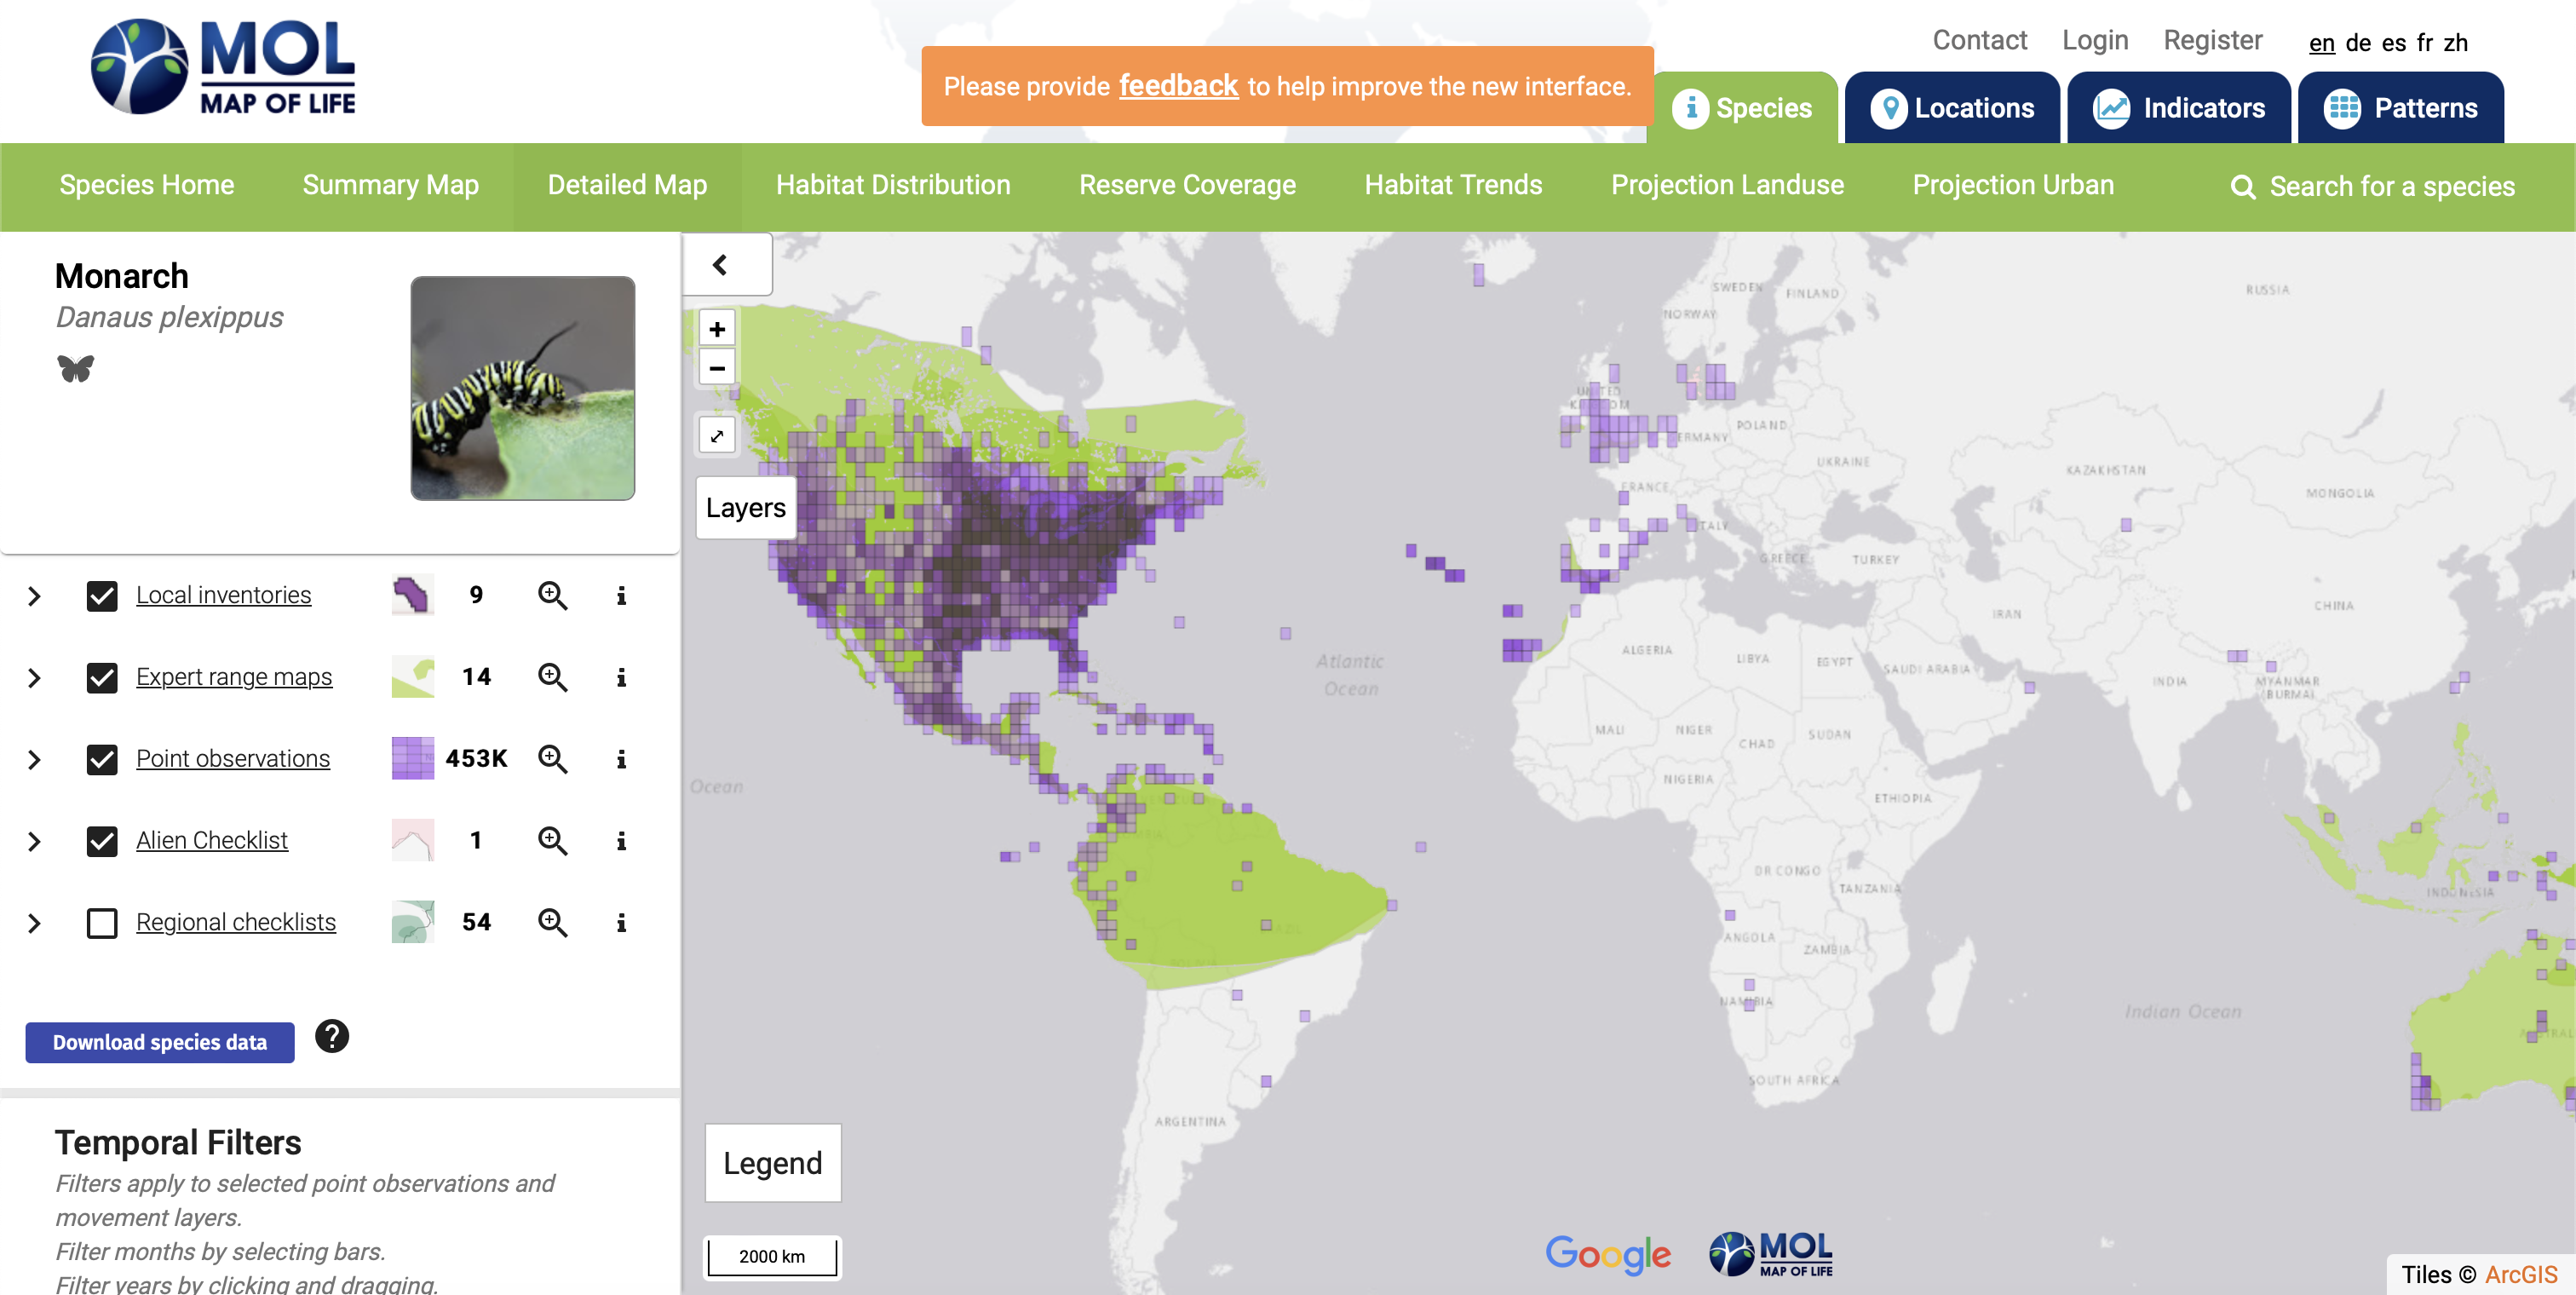 MOL
MAP OF LIFE
Please provide feedback to help improve the new interface.
Contact Login Register en de es fr zh
Species Locations Indicators Patterns
Species Home Summary Map Detailed Map Habitat Distribution Reserve Coverage Habitat Trends Projection Landuse Projection Urban Search for a species
Monarch
Danaus plexippus
Local inventories 9
Expert range maps 14
Point observations 453K
Alien Checklist 1
Regional checklists 54
Download species data
Temporal Filters
Filters apply to selected point observations and
movement layers.
Filter months by selecting bars.
Filter years by clicking and dragging.
Layers
Legend
2000 km
SWEDEN
FINLAND
RUSSIA
NORWAY
UNITED
KINGDOM
POLAND
UKRAINE
KAZAKHSTAN
MONGOLIA
FRANCE
ITALY
GREECE
TURKEY
IRAN
CHINA
Atlantic
Ocean
ALGERIA
LIBYA
EGYPT
SAUDI ARABIA
INDIA
MYANMAR
(BURMA)
MALI
NIGER
CHAD
SUDAN
Ocean
NIGERIA
ETHIOPIA
DR CONGO
TANZANIA
INDONESIA
ANGOLA
ZAMBIA
NAMIBIA
Indian Ocean
SOUTH AFRICA
ARGENTINA
Google
MOL
MAP OF LIFE
Tiles © ArcGIS